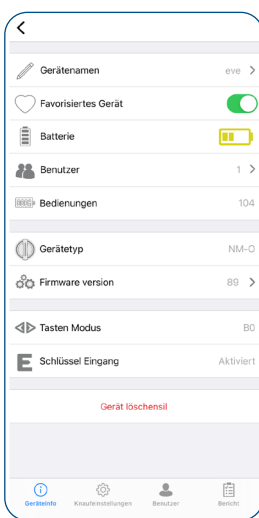 Gerätenamen eve
Favorisiertes Gerät
Batterie
Benutzer 1
Bedienungen 104
Gerätetyp NM-O
Firmware version 89
Tasten Modus B0
E Schlüssel Eingang Aktiviert
Gerät löschensil
Geräteinfo Knaufeinstellungen Benutzer Bericht